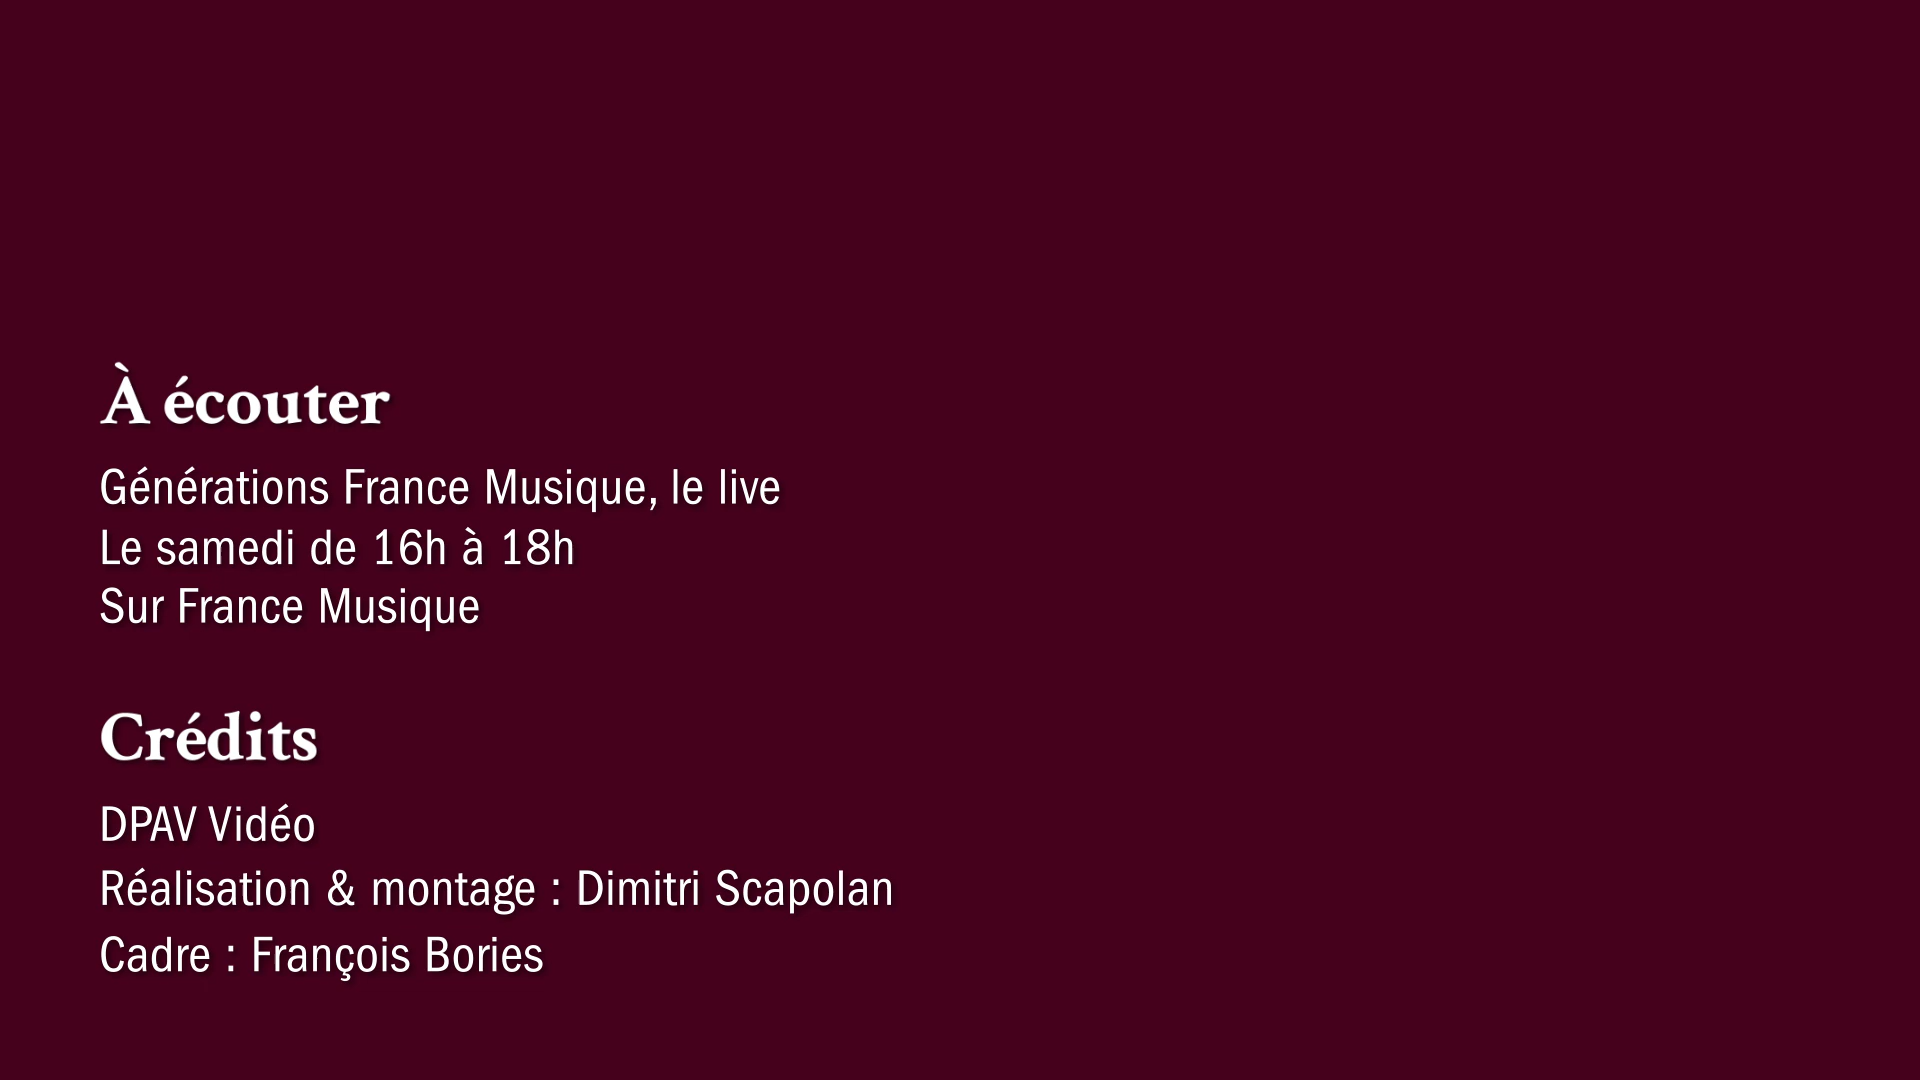 À écouter
Générations France Musique, le live
Le samedi de 16h à 18h
Sur France Musique
Crédits
DPAV Vidéo
Réalisation & montage : Dimitri Scapolan
Cadre : François Bories